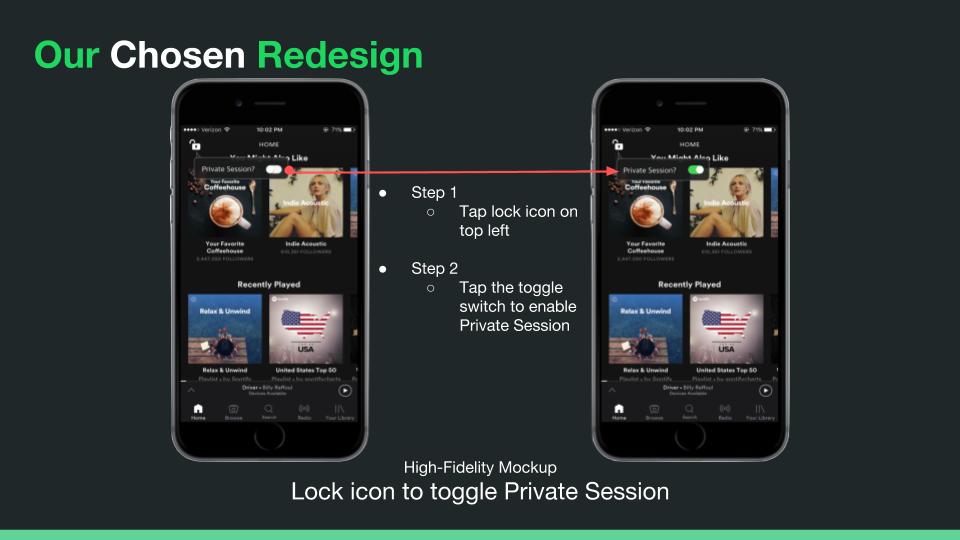 Our Chosen Redesign
Verizon
10:02 PM
71%
HOME
You Might Also Like
Private Session?
Your Favorite
Coffeehouse
Indie Acoustic
Your Favorite
Coffeehouse
2,447,050 FOLLOWERS
Indie Acoustic
610,351 FOLLOWERS
Recently Played
Relax & Unwind
USA
Relax & Unwind
United States Top 50
Playlist • by Spotify
Playlist • by spotifycharts
Driver • Billy Raffoul
Devices Available
Home
Browse
Search
Radio
Your Library
● Step 1
○ Tap lock icon on
top left
● Step 2
○ Tap the toggle
switch to enable
Private Session
Verizon
10:02 PM
71%
HOME
You Might Also Like
Private Session?
Your Favorite
Coffeehouse
Indie Acoustic
Your Favorite
Coffeehouse
2,447,050 FOLLOWERS
Indie Acoustic
610,351 FOLLOWERS
Recently Played
Relax & Unwind
USA
Relax & Unwind
United States Top 50
Playlist • by Spotify
Playlist • by spotifycharts
Driver • Billy Raffoul
Devices Available
Home
Browse
Search
Radio
Your Library
High-Fidelity Mockup
Lock icon to toggle Private Session